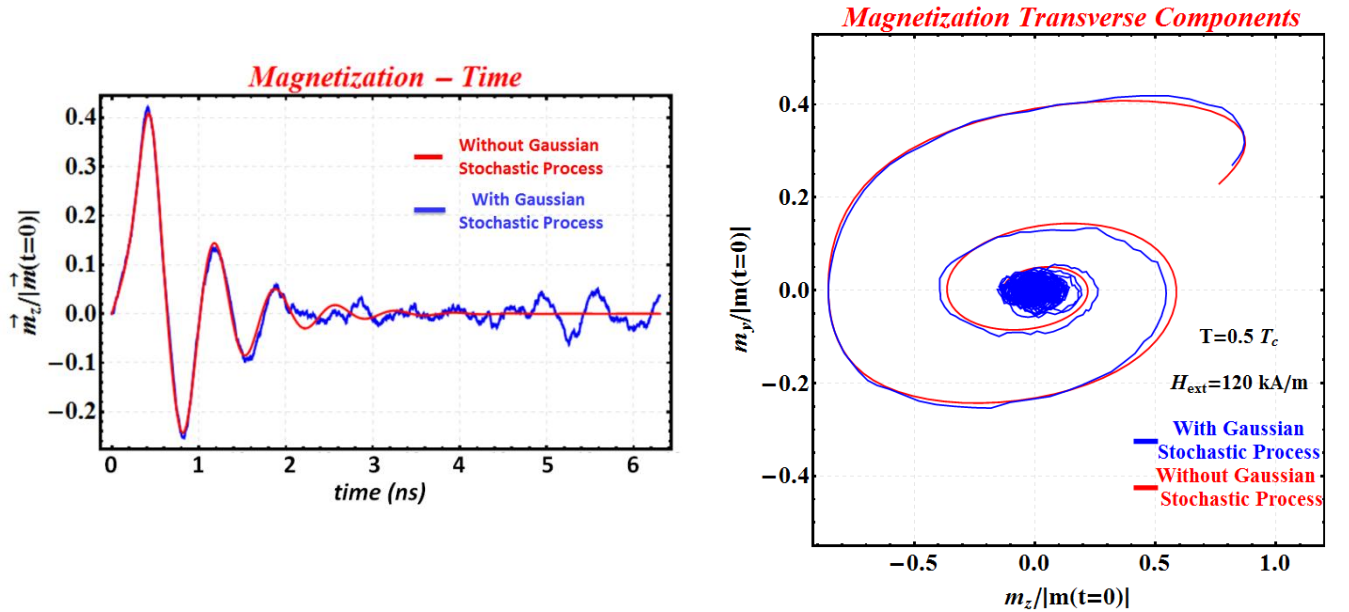 Magnetization – Time
m⃗z/|m⃗(t=0)|
0.4
0.3
0.2
0.1
0.0
−0.1
−0.2
Without Gaussian
Stochastic Process
With Gaussian
Stochastic Process
0 1 2 3 4 5 6
time (ns)
Magnetization Transverse Components
my/|m(t=0)|
0.4
0.2
0.0
−0.2
−0.4
T=0.5 Tc
Hext=120 kA/m
With Gaussian
Stochastic Process
Without Gaussian
Stochastic Process
−0.5 0.0 0.5 1.0
mz/|m(t=0)|